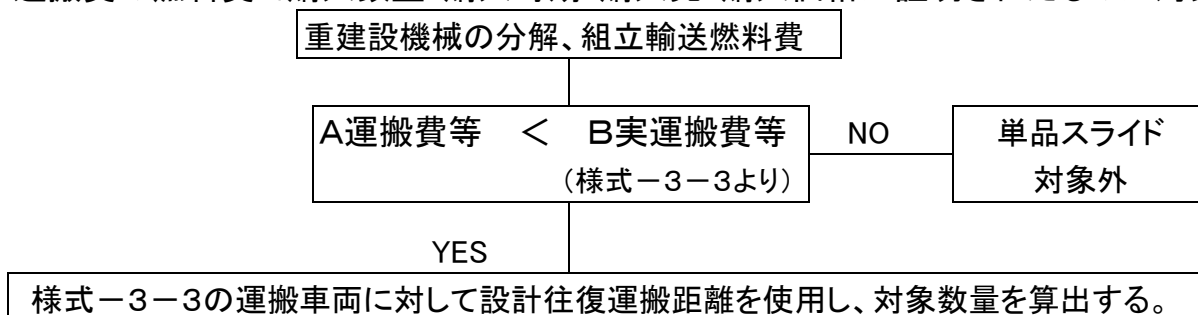 重建設機械の分解、組立輸送燃料費
A運搬費等 < B実運搬費等
NO
単品スライド
(様式-3-3より)
対象外
YES
様式-3-3の運搬車両に対して設計往復運搬距離を使用し、対象数量を算出する。